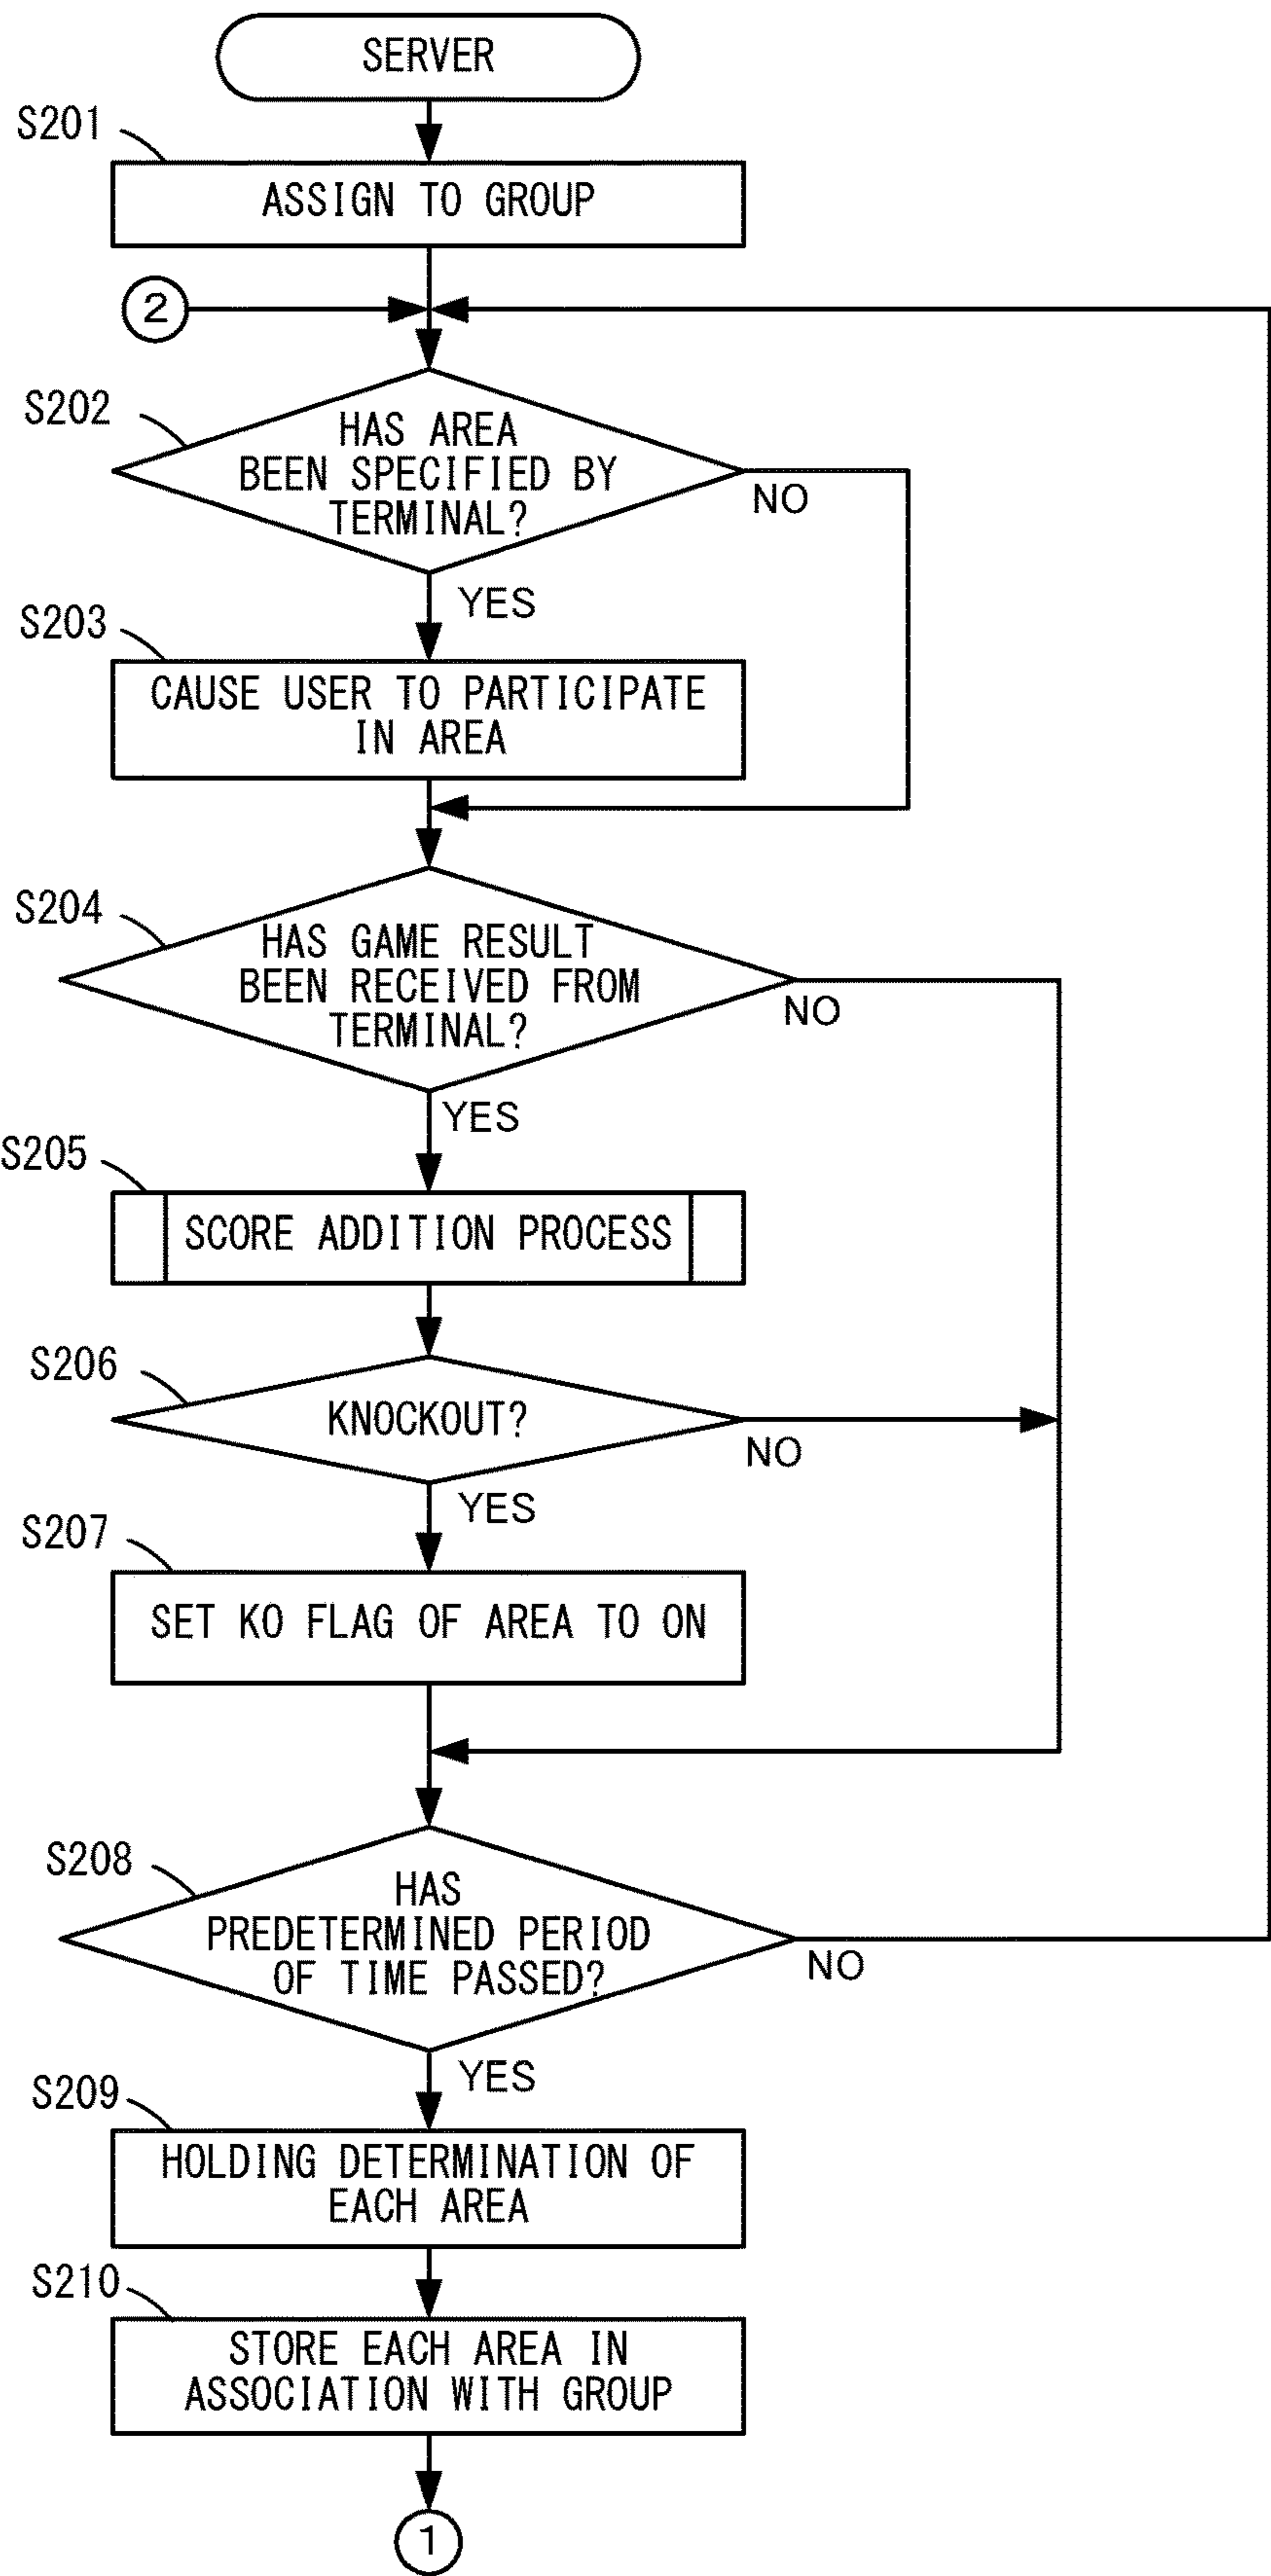 SERVER
S201
ASSIGN TO GROUP
2
S202
HAS AREA
BEEN SPECIFIED BY
TERMINAL?
NO
YES
S203
CAUSE USER TO PARTICIPATE
IN AREA
S204
HAS GAME RESULT
BEEN RECEIVED FROM
TERMINAL?
NO
YES
S205
SCORE ADDITION PROCESS
S206
KNOCKOUT?
NO
YES
S207
SET KO FLAG OF AREA TO ON
S208
HAS
PREDETERMINED PERIOD
OF TIME PASSED?
NO
YES
S209
HOLDING DETERMINATION OF
EACH AREA
S210
STORE EACH AREA IN
ASSOCIATION WITH GROUP
1